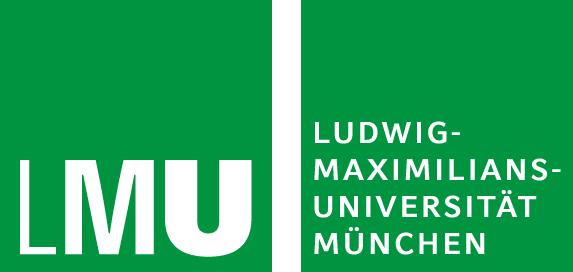 LMU
LUDWIG-
MAXIMILIANS-
UNIVERSITÄT
MÜNCHEN